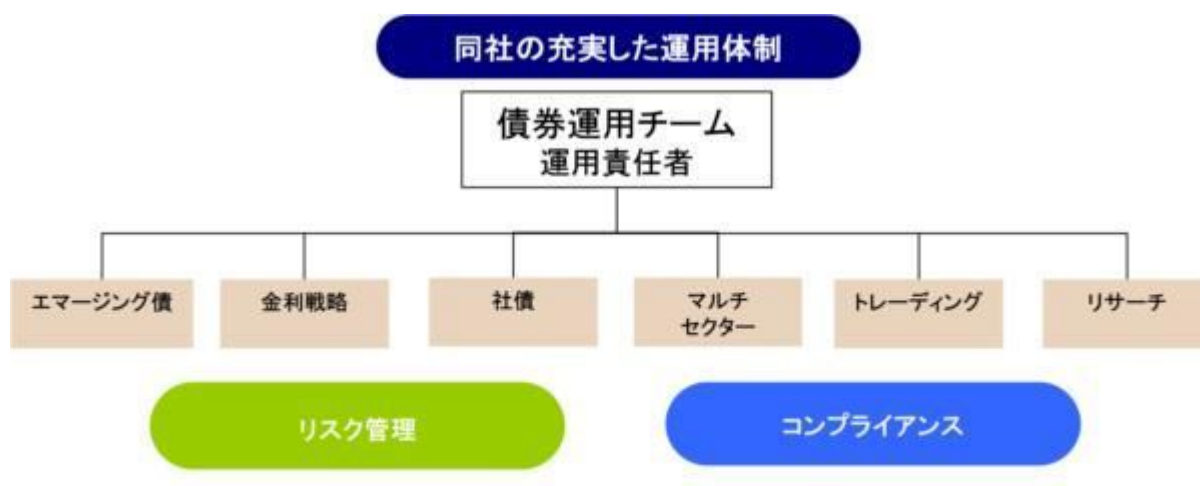 同社の充実した運用体制
債券運用チーム
運用責任者
エマージング債
金利戦略
社債
マルチ
セクター
トレーディング
リサーチ
リスク管理
コンプライアンス